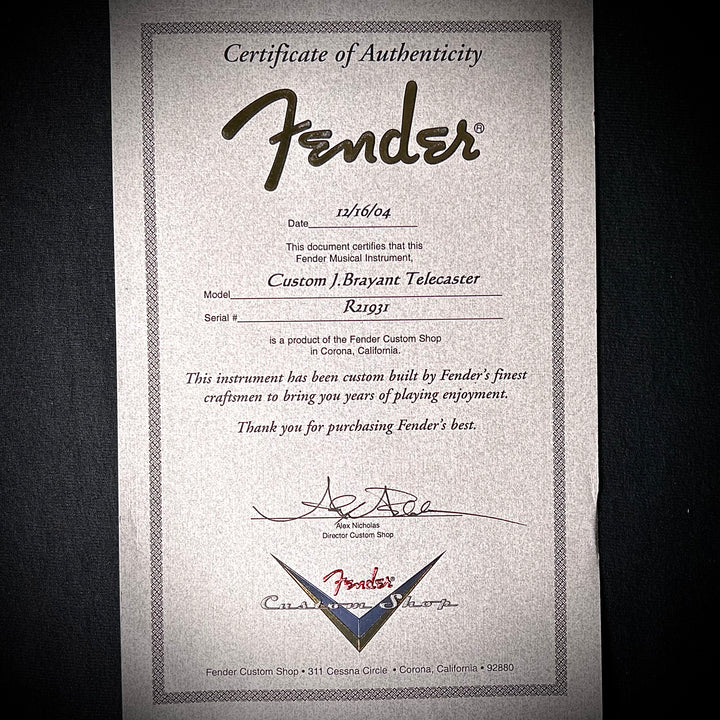 Certificate of Authenticity
Fender®
Date 12/16/04
This document certifies that this
Fender Musical Instrument,
Model Custom J.Brayant Telecaster
Serial # R21931
is a product of the Fender Custom Shop
in Corona, California.
This instrument has been custom built by Fender's finest
craftsmen to bring you years of playing enjoyment.
Thank you for purchasing Fender's best.
Alex Nicholas
Director Custom Shop
Fender
Custom Shop
Fender Custom Shop • 311 Cessna Circle • Corona, California • 92880